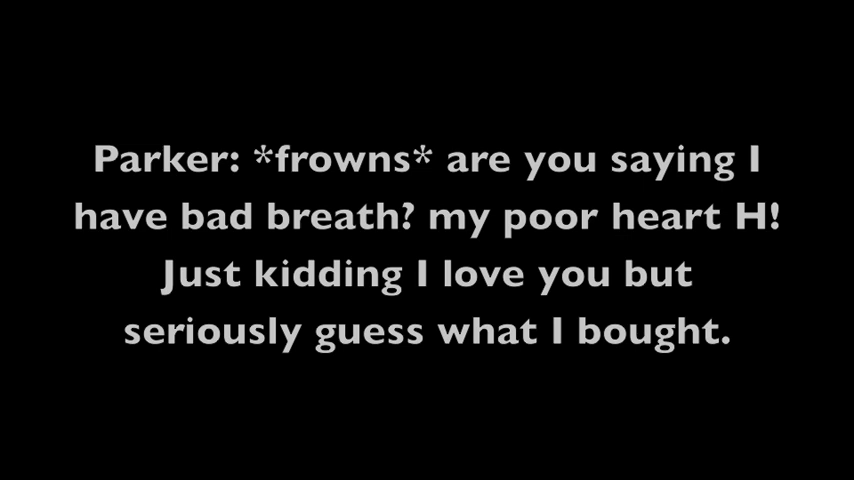 Parker: *frowns* are you saying I
have bad breath? my poor heart H!
Just kidding I love you but
seriously guess what I bought.